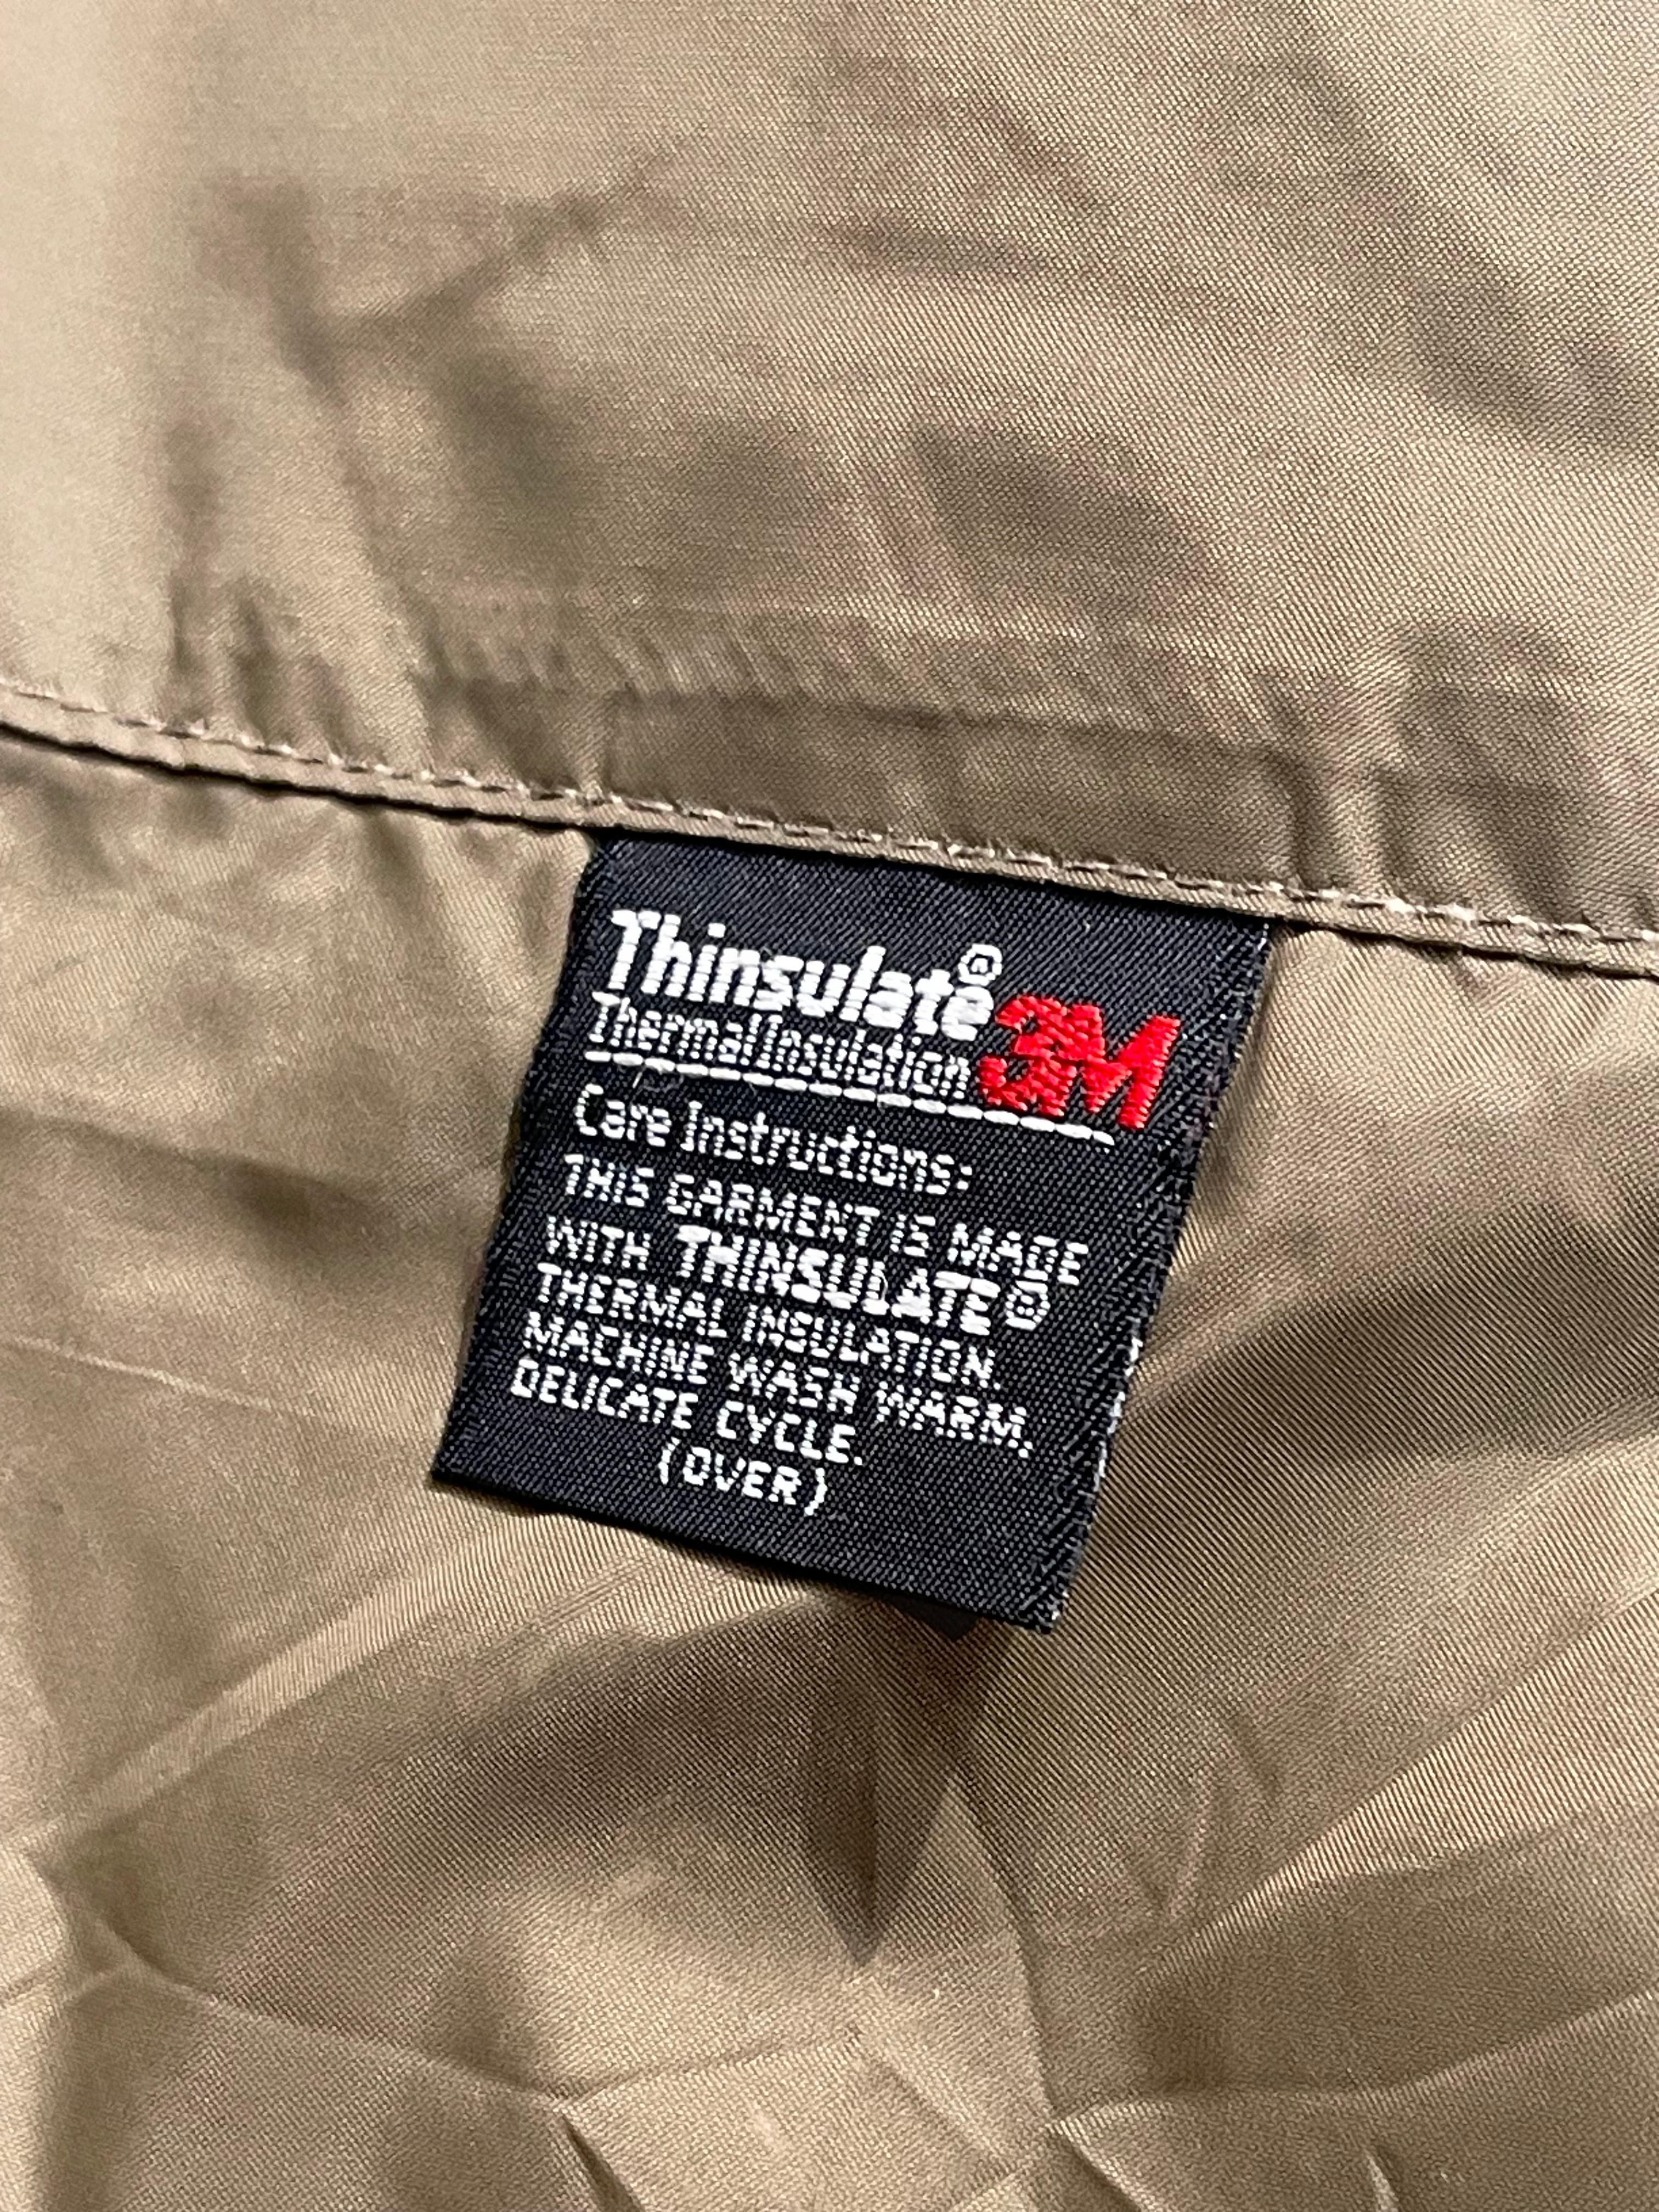 Thinsulate®
Thermal Insulation 3M
Care Instructions:
THIS GARMENT IS MADE
WITH THINSULATE®
THERMAL INSULATION.
MACHINE WASH WARM.
DELICATE CYCLE.
(OVER)